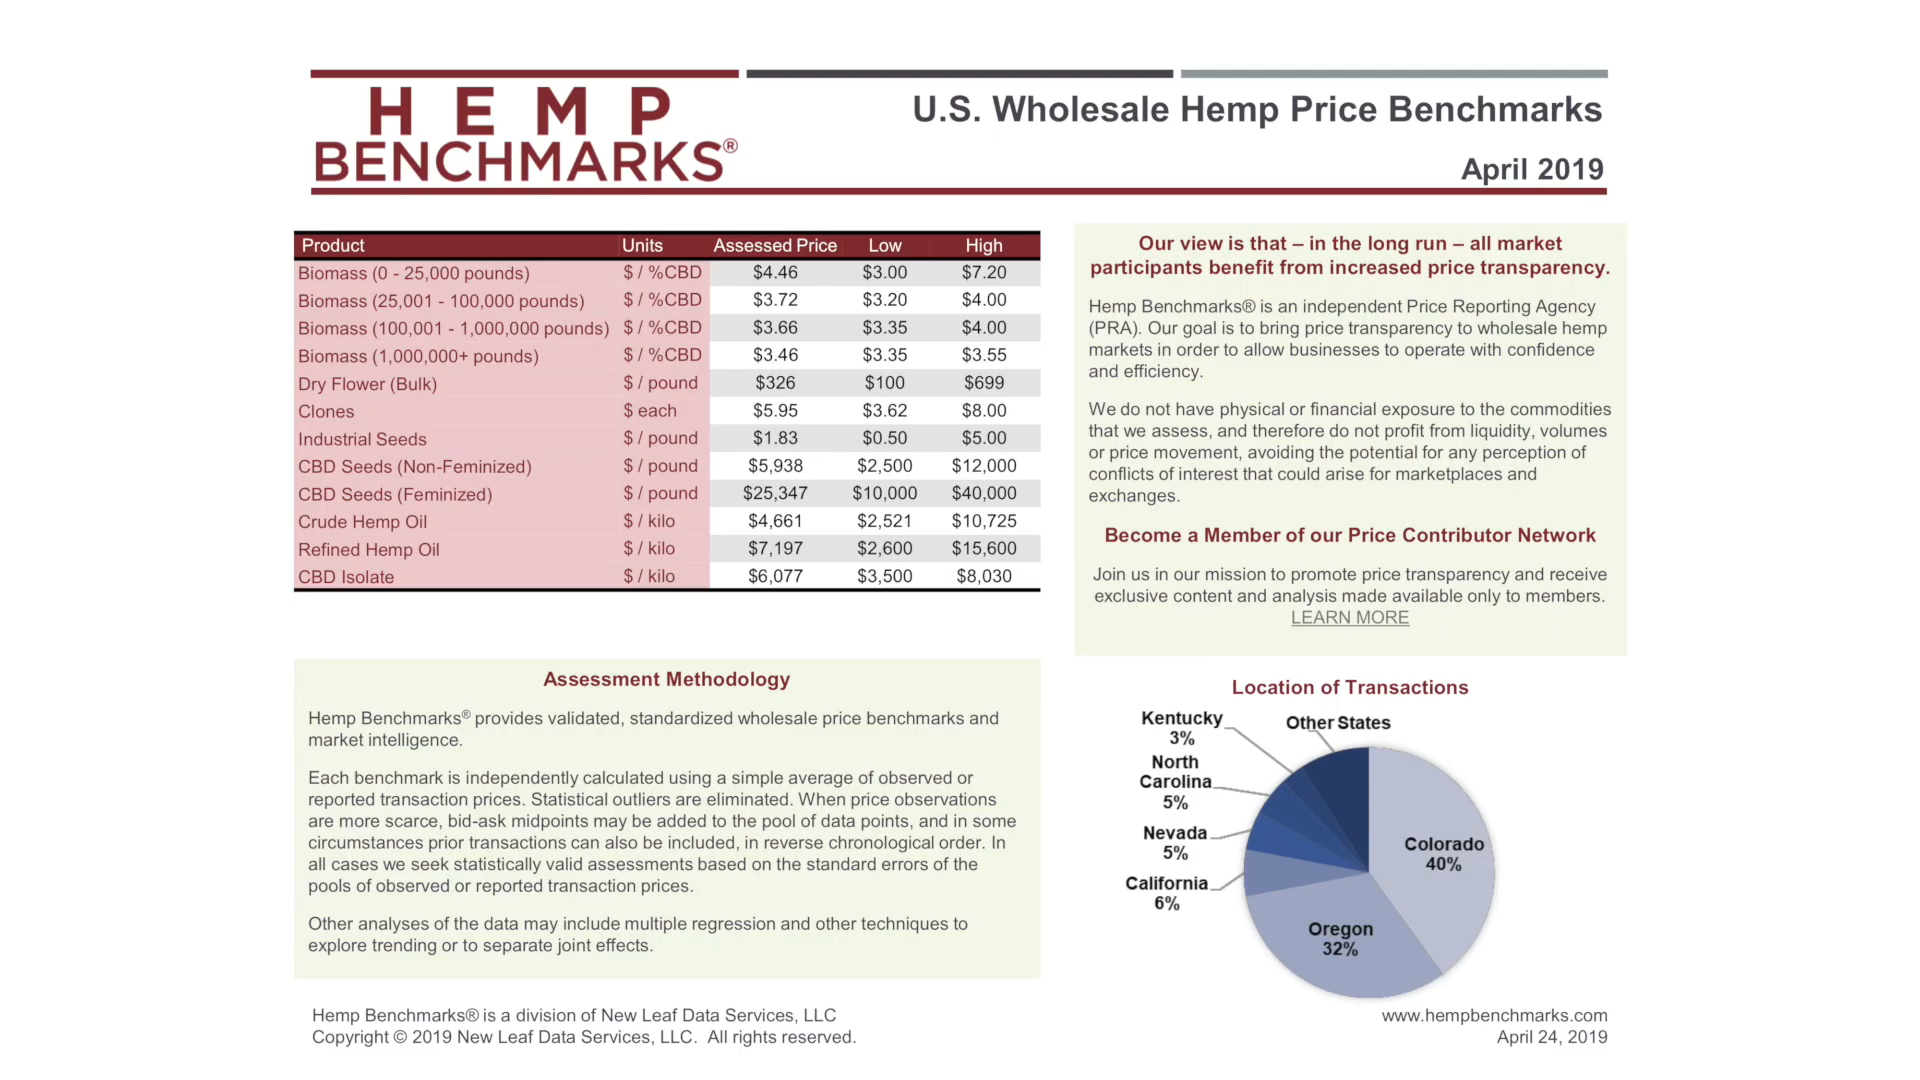 HEMP
BENCHMARKS®
U.S. Wholesale Hemp Price Benchmarks
April 2019
Product Units Assessed Price Low High
Biomass (0 - 25,000 pounds) $ / %CBD $4.46 $3.00 $7.20
Biomass (25,001 - 100,000 pounds) $ / %CBD $3.72 $3.20 $4.00
Biomass (100,001 - 1,000,000 pounds) $ / %CBD $3.66 $3.35 $4.00
Biomass (1,000,000+ pounds) $ / %CBD $3.46 $3.35 $3.55
Dry Flower (Bulk) $ / pound $326 $100 $699
Clones $ each $5.95 $3.62 $8.00
Industrial Seeds $ / pound $1.83 $0.50 $5.00
CBD Seeds (Non-Feminized) $ / pound $5,938 $2,500 $12,000
CBD Seeds (Feminized) $ / pound $25,347 $10,000 $40,000
Crude Hemp Oil $ / kilo $4,661 $2,521 $10,725
Refined Hemp Oil $ / kilo $7,197 $2,600 $15,600
CBD Isolate $ / kilo $6,077 $3,500 $8,030
Our view is that – in the long run – all market
participants benefit from increased price transparency.
Hemp Benchmarks® is an independent Price Reporting Agency
(PRA). Our goal is to bring price transparency to wholesale hemp
markets in order to allow businesses to operate with confidence
and efficiency.
We do not have physical or financial exposure to the commodities
that we assess, and therefore do not profit from liquidity, volumes
or price movement, avoiding the potential for any perception of
conflicts of interest that could arise for marketplaces and
exchanges.
Become a Member of our Price Contributor Network
Join us in our mission to promote price transparency and receive
exclusive content and analysis made available only to members.
LEARN MORE
Assessment Methodology
Hemp Benchmarks® provides validated, standardized wholesale price benchmarks and
market intelligence.
Each benchmark is independently calculated using a simple average of observed or
reported transaction prices. Statistical outliers are eliminated. When price observations
are more scarce, bid-ask midpoints may be added to the pool of data points, and in some
circumstances prior transactions can also be included, in reverse chronological order. In
all cases we seek statistically valid assessments based on the standard errors of the
pools of observed or reported transaction prices.
Other analyses of the data may include multiple regression and other techniques to
explore trending or to separate joint effects.
Location of Transactions
Kentucky
3%
Other States
North
Carolina
5%
Nevada
5%
California
6%
Colorado
40%
Oregon
32%
Hemp Benchmarks® is a division of New Leaf Data Services, LLC
Copyright © 2019 New Leaf Data Services, LLC. All rights reserved.
www.hempbenchmarks.com
April 24, 2019